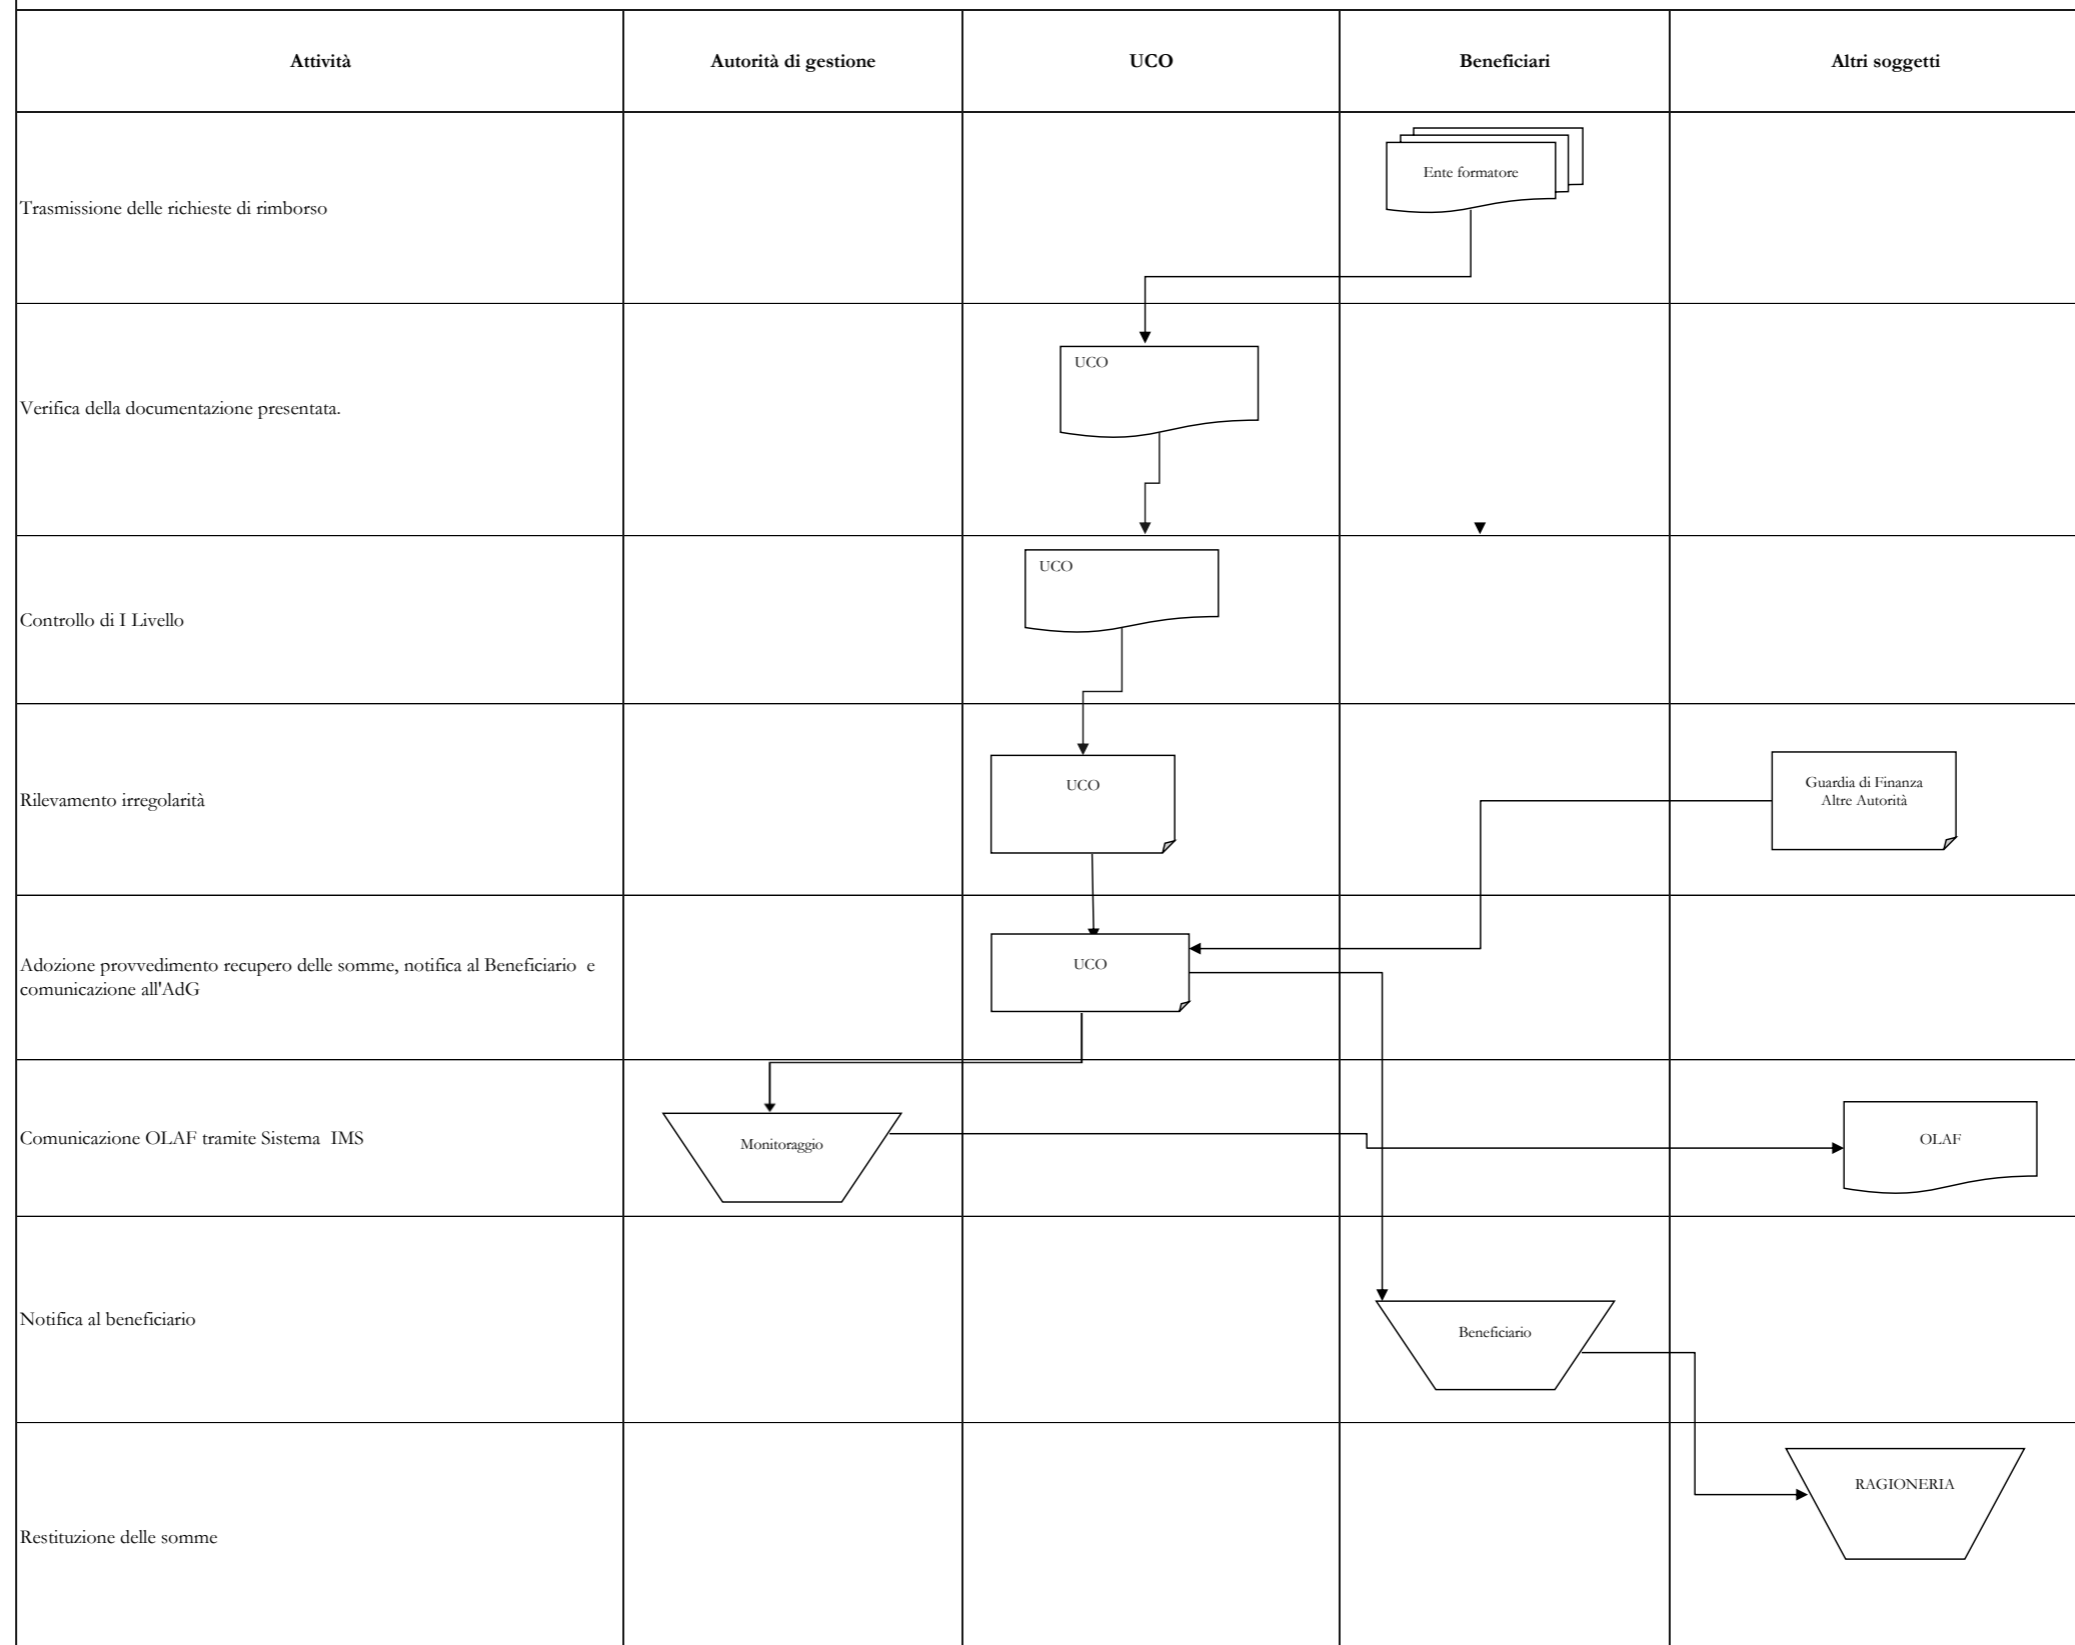 Attività
Autorità di gestione
UCO
Beneficiari
Altri soggetti
Trasmissione delle richieste di rimborso
Ente formatore
Verifica della documentazione presentata.
UCO
Controllo di I Livello
UCO
Rilevamento irregolarità
UCO
Guardia di Finanza
Altre Autorità
Adozione provvedimento recupero delle somme, notifica al Beneficiario e
comunicazione all'AdG
UCO
Comunicazione OLAF tramite Sistema IMS
Monitoraggio
OLAF
Notifica al beneficiario
Beneficiario
Restituzione delle somme
RAGIONERIA